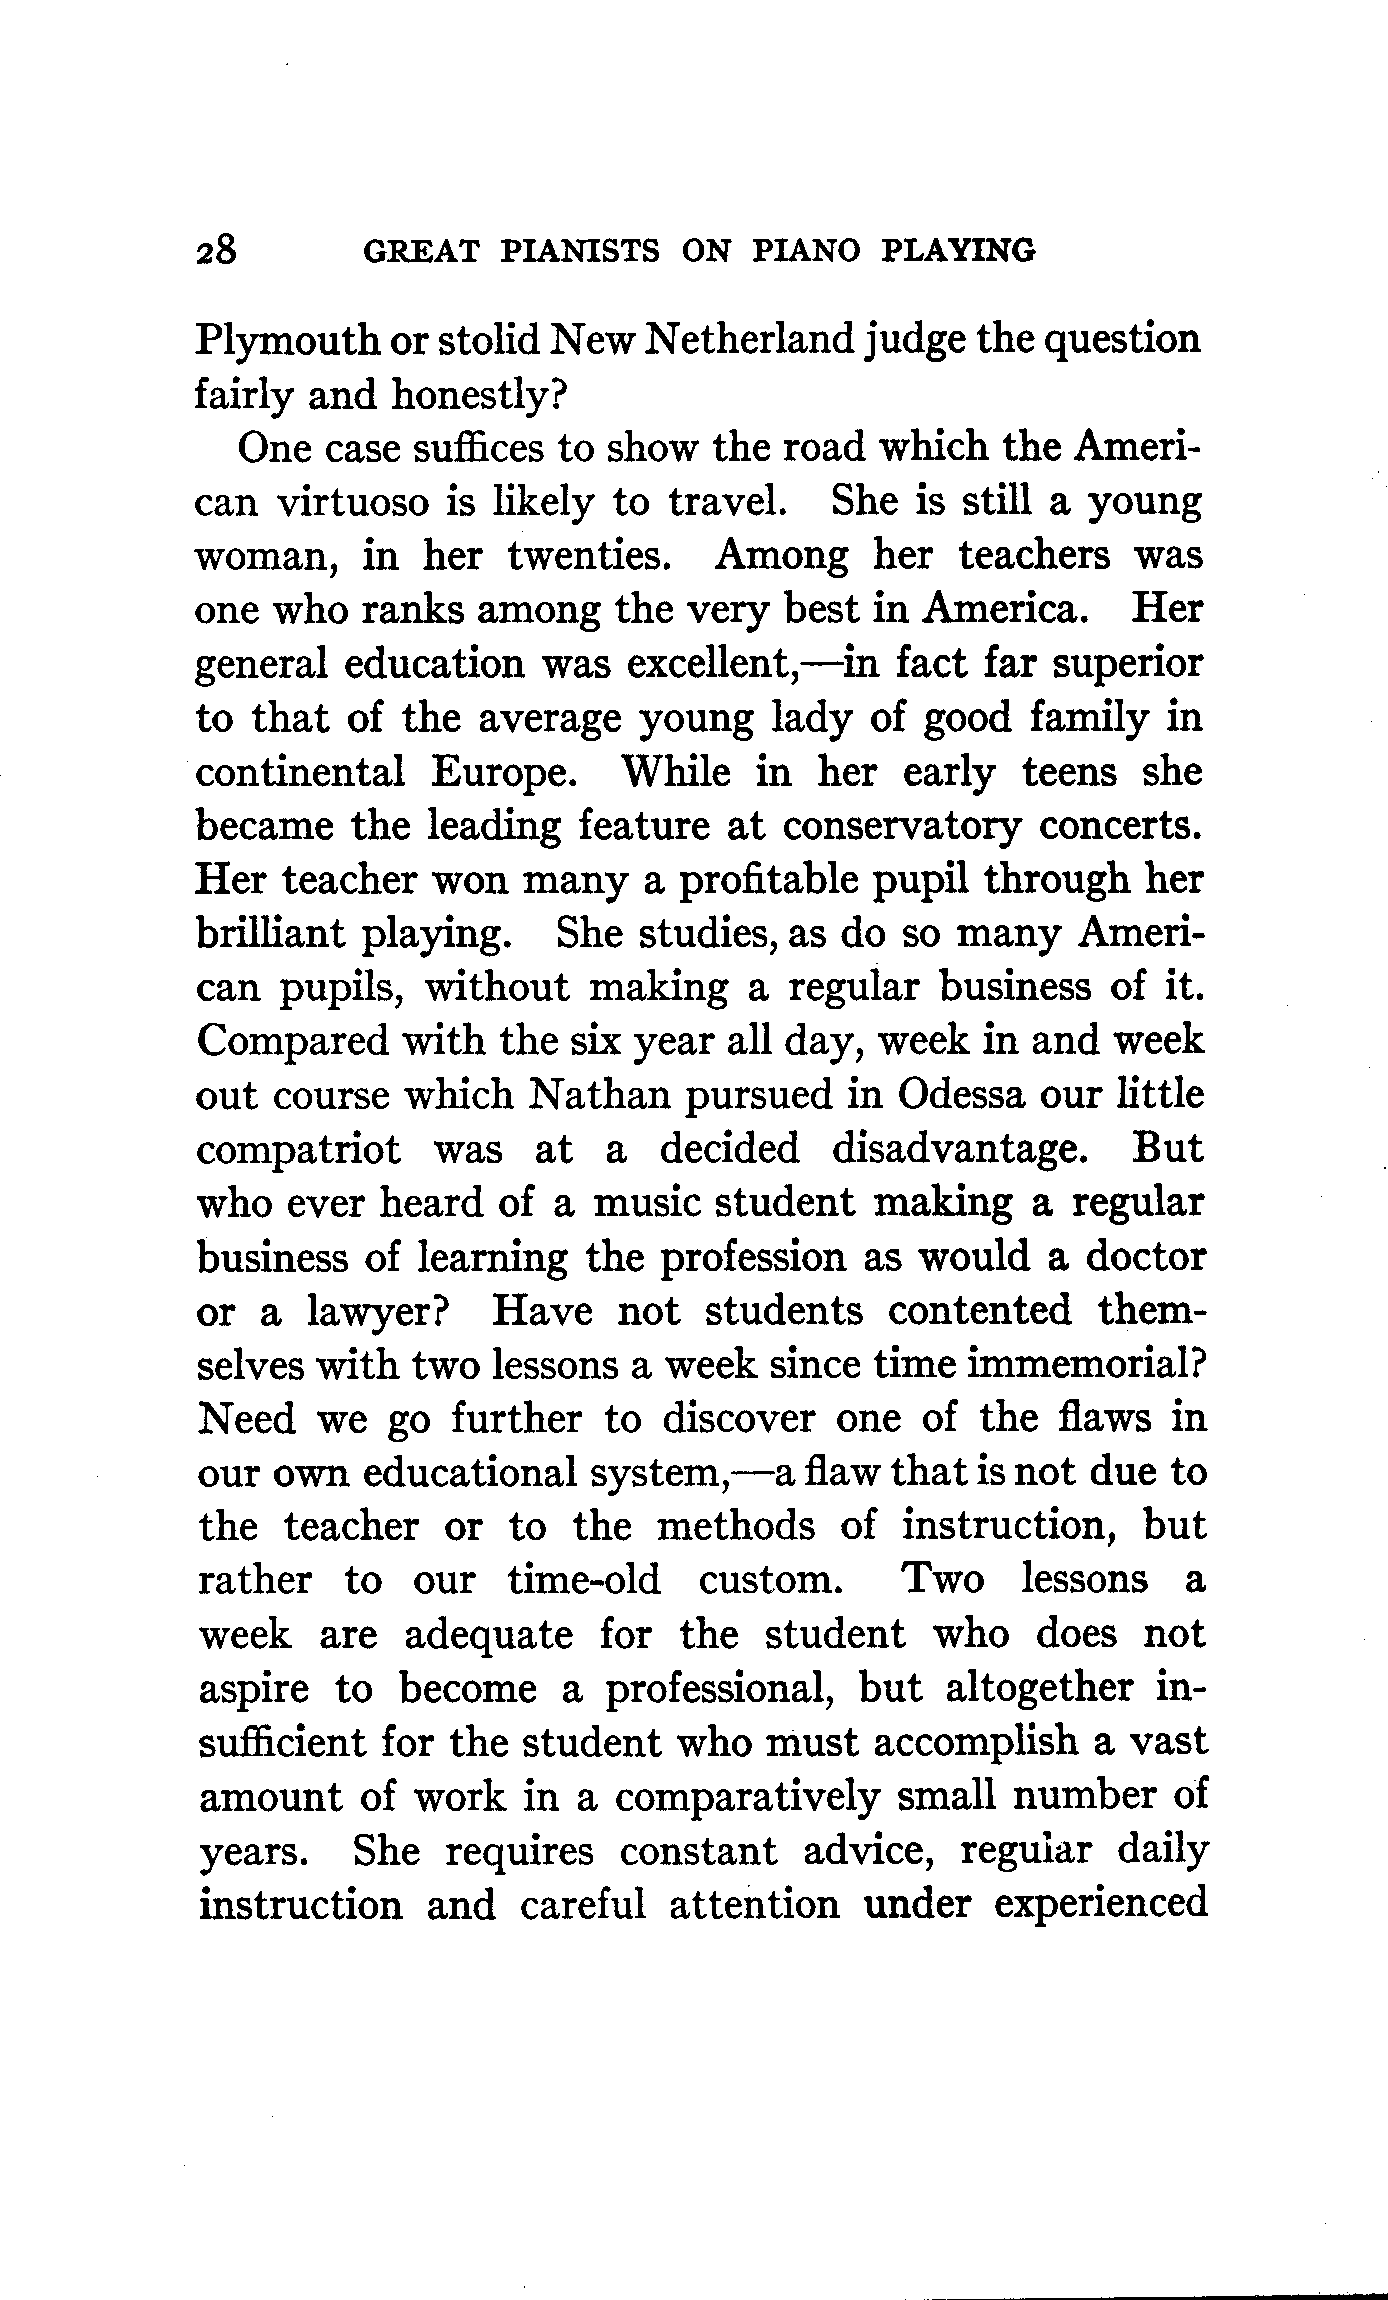 28 GREAT PIANISTS ON PIANO PLAYING
Plymouth or stolid New Netherland judge the question
fairly and honestly?
One case suffices to show the road which the Ameri-
can virtuoso is likely to travel. She is still a young
woman, in her twenties. Among her teachers was
one who ranks among the very best in America. Her
general education was excellent,—in fact far superior
to that of the average young lady of good family in
continental Europe. While in her early teens she
became the leading feature at conservatory concerts.
Her teacher won many a profitable pupil through her
brilliant playing. She studies, as do so many Ameri-
can pupils, without making a regular business of it.
Compared with the six year all day, week in and week
out course which Nathan pursued in Odessa our little
compatriot was at a decided disadvantage. But
who ever heard of a music student making a regular
business of learning the profession as would a doctor
or a lawyer? Have not students contented them-
selves with two lessons a week since time immemorial?
Need we go further to discover one of the flaws in
our own educational system,—a flaw that is not due to
the teacher or to the methods of instruction, but
rather to our time-old custom. Two lessons a
week are adequate for the student who does not
aspire to become a professional, but altogether in-
sufficient for the student who must accomplish a vast
amount of work in a comparatively small number of
years. She requires constant advice, regular daily
instruction and careful attention under experienced